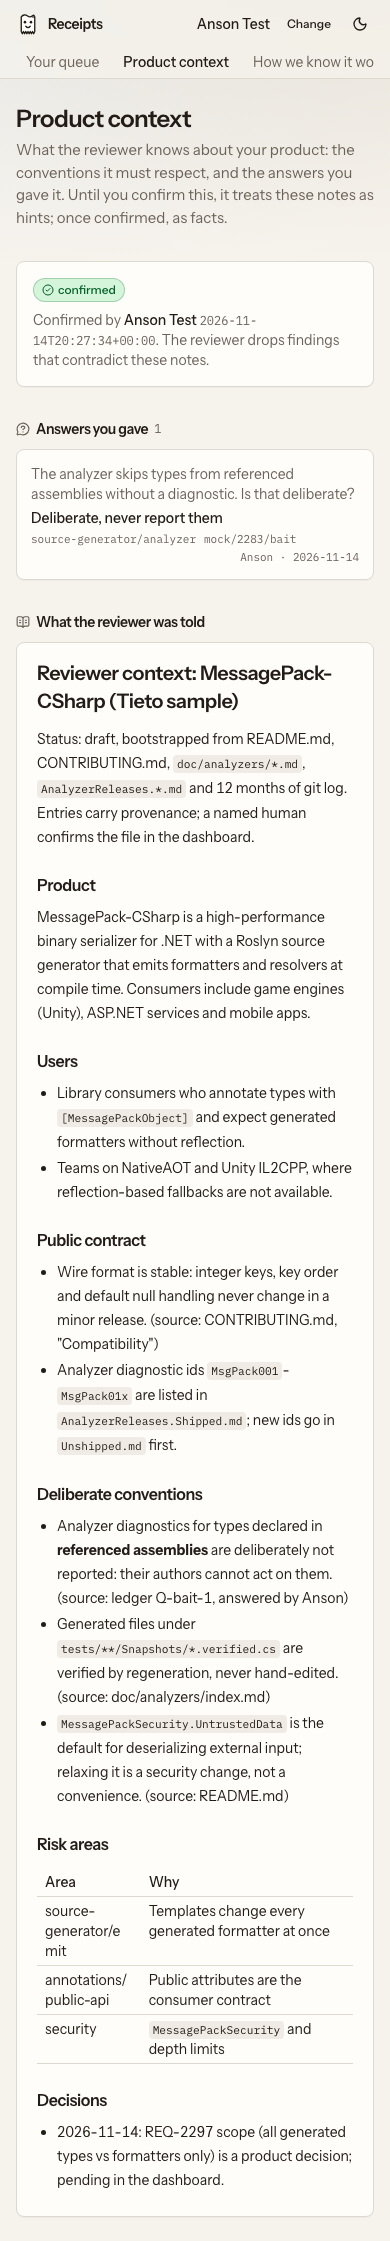 Receipts
Anson Test
Change
Your queue
Product context
How we know it wo
Product context
What the reviewer knows about your product: the
conventions it must respect, and the answers you
gave it. Until you confirm this, it treats these notes as
hints; once confirmed, as facts.
confirmed
Confirmed by Anson Test 2026-11-
14T20:27:34+00:00. The reviewer drops findings
that contradict these notes.
Answers you gave 1
The analyzer skips types from referenced
assemblies without a diagnostic. Is that deliberate?
Deliberate, never report them
source-generator/analyzer mock/2283/bait
Anson · 2026-11-14
What the reviewer was told
Reviewer context: MessagePack-
CSharp (Tieto sample)
Status: draft, bootstrapped from README.md,
CONTRIBUTING.md, doc/analyzers/*.md,
AnalyzerReleases.*.md and 12 months of git log.
Entries carry provenance; a named human
confirms the file in the dashboard.
Product
MessagePack-CSharp is a high-performance
binary serializer for .NET with a Roslyn source
generator that emits formatters and resolvers at
compile time. Consumers include game engines
(Unity), ASP.NET services and mobile apps.
Users
• Library consumers who annotate types with
[MessagePackObject] and expect generated
formatters without reflection.
• Teams on NativeAOT and Unity IL2CPP, where
reflection-based fallbacks are not available.
Public contract
• Wire format is stable: integer keys, key order
and default null handling never change in a
minor release. (source: CONTRIBUTING.md,
"Compatibility")
• Analyzer diagnostic ids MsgPack001-
MsgPack01x are listed in
AnalyzerReleases.Shipped.md; new ids go in
Unshipped.md first.
Deliberate conventions
• Analyzer diagnostics for types declared in
referenced assemblies are deliberately not
reported: their authors cannot act on them.
(source: ledger Q-bait-1, answered by Anson)
• Generated files under
tests/**/Snapshots/*.verified.cs are
verified by regeneration, never hand-edited.
(source: doc/analyzers/index.md)
• MessagePackSecurity.UntrustedData is the
default for deserializing external input;
relaxing it is a security change, not a
convenience. (source: README.md)
Risk areas
Area Why
source- Templates change every
generator/e generated formatter at once
mit
annotations/ Public attributes are the
public-api consumer contract
security MessagePackSecurity and
depth limits
Decisions
• 2026-11-14: REQ-2297 scope (all generated
types vs formatters only) is a product decision;
pending in the dashboard.